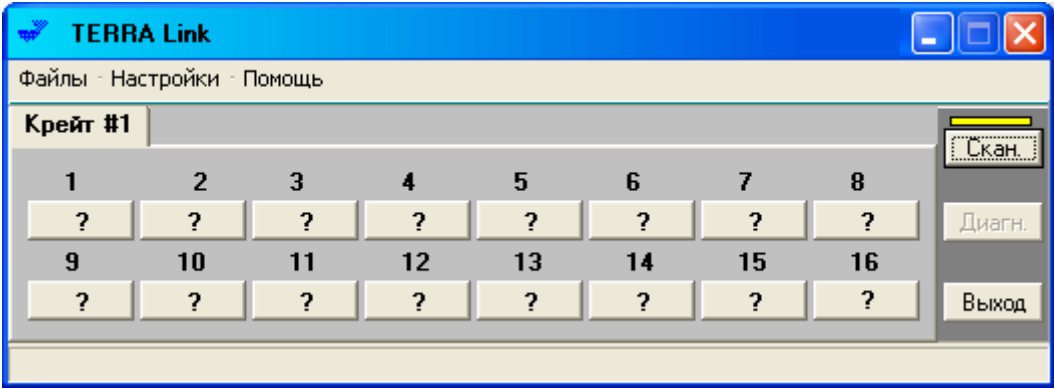 TERRA Link
Файлы - Настройки - Помощь
Крейт #1
Скан.
1 2 3 4 5 6 7 8
? ? ? ? ? ? ? ?
Диагн.
9 10 11 12 13 14 15 16
? ? ? ? ? ? ? ?
Выход